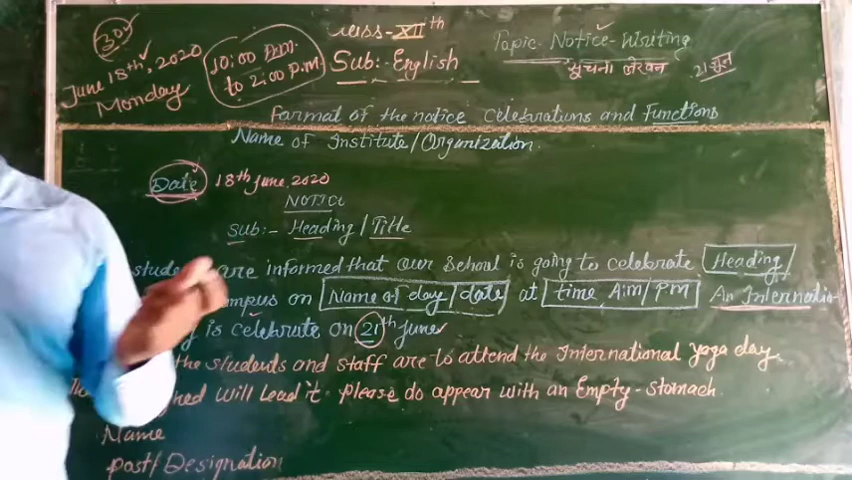 30th
June 18th, 2020
Monday
10:00 P.m.
to 2:00 p.m
class-XIIth
Sub:- English
Topic- Notice-Writing
सूचना लेखन
21 जून
Format of the notice Celebrations and Functions
Name of Institute/Organization.
Date 18th June, 2020
NOTICE
Sub:- Heading/Title
are informed that our School is going to celebrate Heading
on Name of day/date at time A.m/P.M An Internatio
is celebrate on 21th June
the students and staff are to attend the International yoga day.
will Lead it. please do appear with an Empty-stomach.
Name
post/Designation